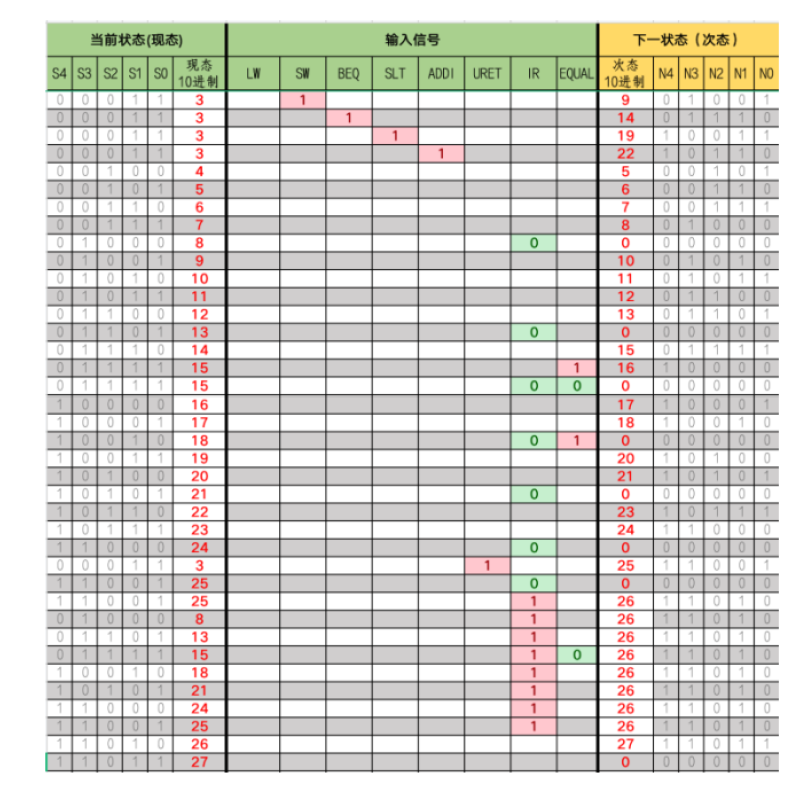 当前状态(现态) 输入信号 下一状态（次态）
S4 S3 S2 S1 S0 现态10进制 LW SW BEQ SLT ADDI URET IR EQUAL 次态10进制 N4 N3 N2 N1 N0
0 0 0 1 1 3 1 9 0 1 0 0 1
0 0 0 1 1 3 1 14 0 1 1 1 0
0 0 0 1 1 3 1 19 1 0 0 1 1
0 0 0 1 1 3 1 22 1 0 1 1 0
0 0 1 0 0 4 5 0 0 1 0 1
0 0 1 0 1 5 6 0 0 1 1 0
0 0 1 1 0 6 7 0 0 1 1 1
0 0 1 1 1 7 8 0 1 0 0 0
0 1 0 0 0 8 0 0 0 0 0 0 0
0 1 0 0 1 9 10 0 1 0 1 0
0 1 0 1 0 10 11 0 1 0 1 1
0 1 0 1 1 11 12 0 1 1 0 0
0 1 1 0 0 12 13 0 1 1 0 1
0 1 1 0 1 13 0 0 0 0 0 0 0
0 1 1 1 0 14 15 0 1 1 1 1
0 1 1 1 1 15 1 16 1 0 0 0 0
0 1 1 1 1 15 0 0 0 0 0 0 0 0
1 0 0 0 0 16 17 1 0 0 0 1
1 0 0 0 1 17 18 1 0 0 1 0
1 0 0 1 0 18 0 1 0 0 0 0 0 0
1 0 0 1 1 19 20 1 0 1 0 0
1 0 1 0 0 20 21 1 0 1 0 1
1 0 1 0 1 21 0 0 0 0 0 0 0
1 0 1 1 0 22 23 1 0 1 1 1
1 0 1 1 1 23 24 1 1 0 0 0
1 1 0 0 0 24 0 0 0 0 0 0 0
0 0 0 1 1 3 1 25 1 1 0 0 1
1 1 0 0 1 25 0 0 0 0 0 0 0
1 1 0 0 1 25 1 26 1 1 0 1 0
0 1 0 0 0 8 1 26 1 1 0 1 0
0 1 1 0 1 13 1 26 1 1 0 1 0
0 1 1 1 1 15 1 0 26 1 1 0 1 0
1 0 0 1 0 18 1 26 1 1 0 1 0
1 0 1 0 1 21 1 26 1 1 0 1 0
1 1 0 0 0 24 1 26 1 1 0 1 0
1 1 0 0 1 25 1 26 1 1 0 1 0
1 1 0 1 0 26 27 1 1 0 1 1
1 1 0 1 1 27 0 0 0 0 0 0